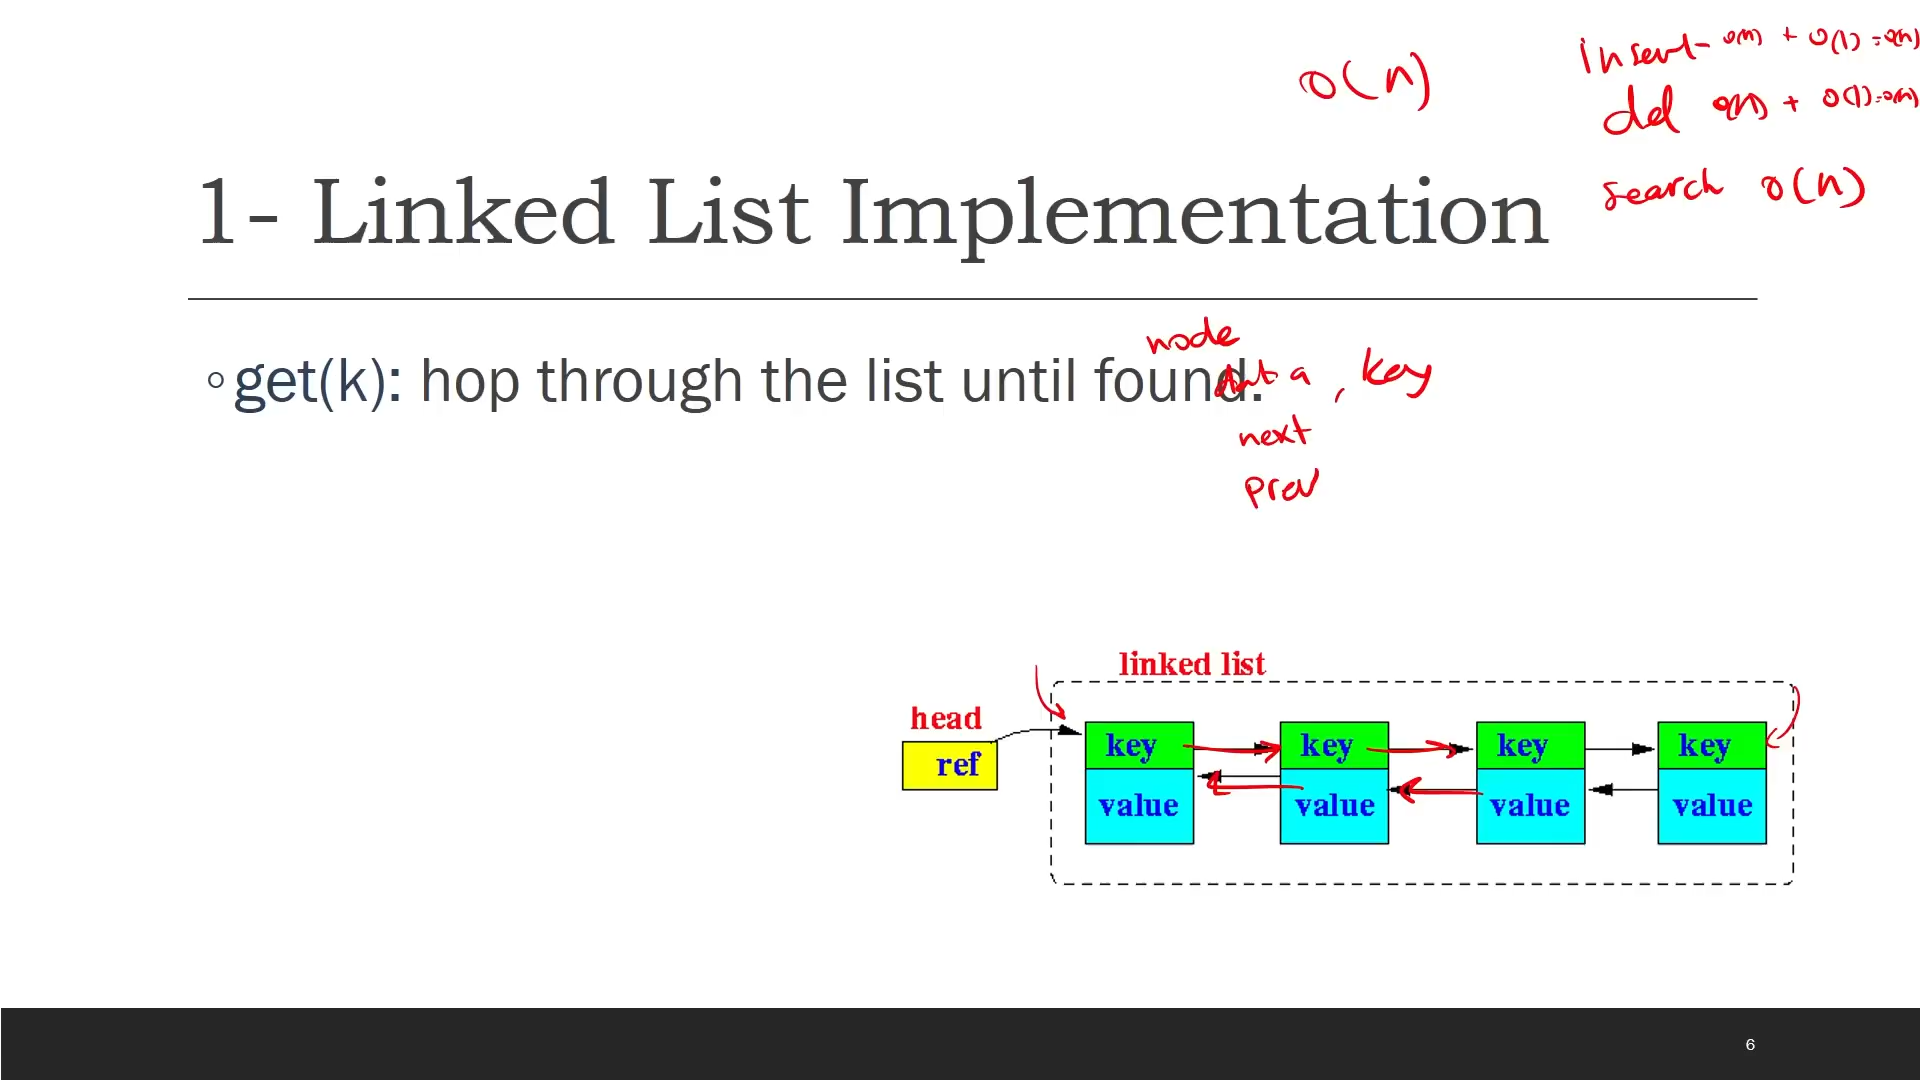 insert O(n) + O(1) = O(n)
O(n)
del O(n) + O(1) = O(n)
search O(n)
1- Linked List Implementation
node
◦ get(k): hop through the list until found.
data , key
next
prev
linked list
head
ref
key key key key
value value value value
6